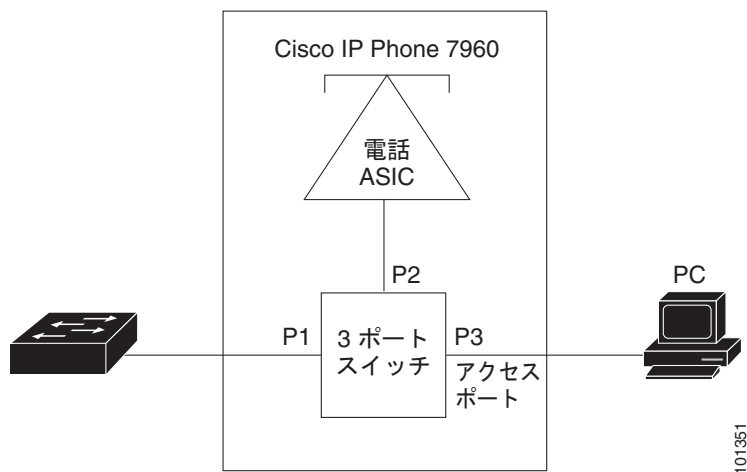 Cisco IP Phone 7960
電話
ASIC
P2
PC
P1
3 ポート
スイッチ
P3
アクセス
ポート
101351